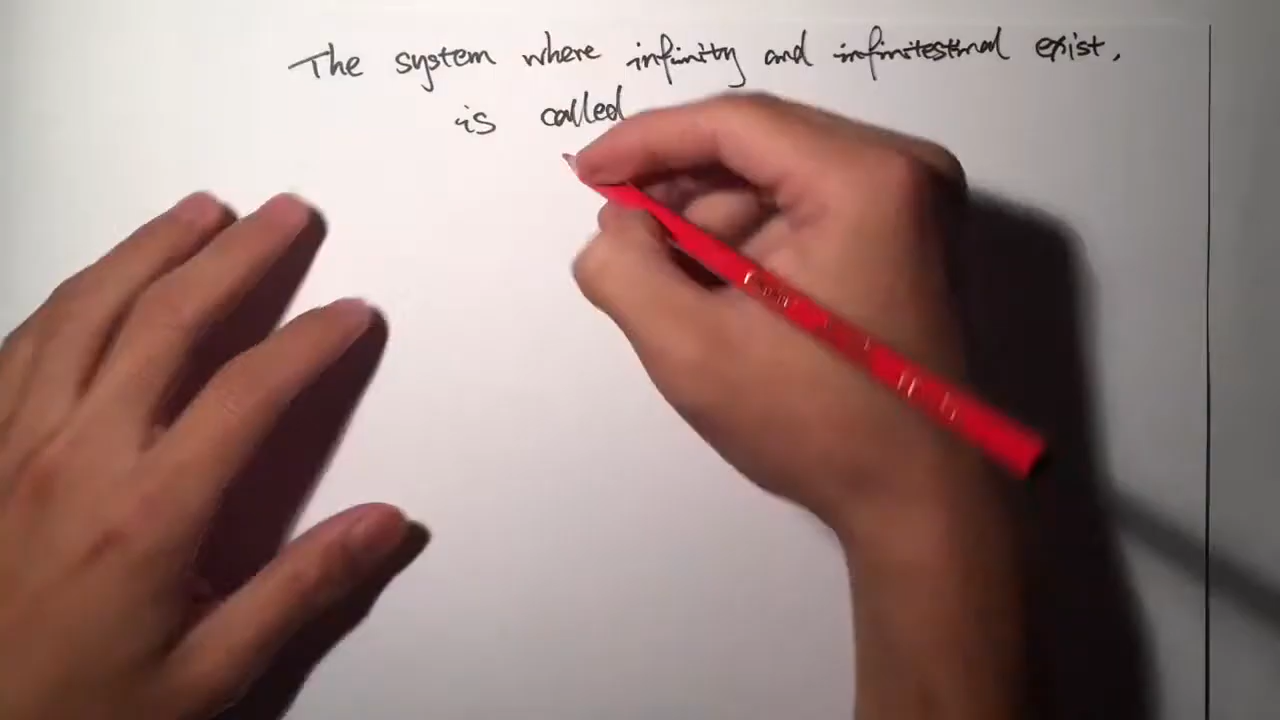 The system where infinity and infinitesimal exist,
is called